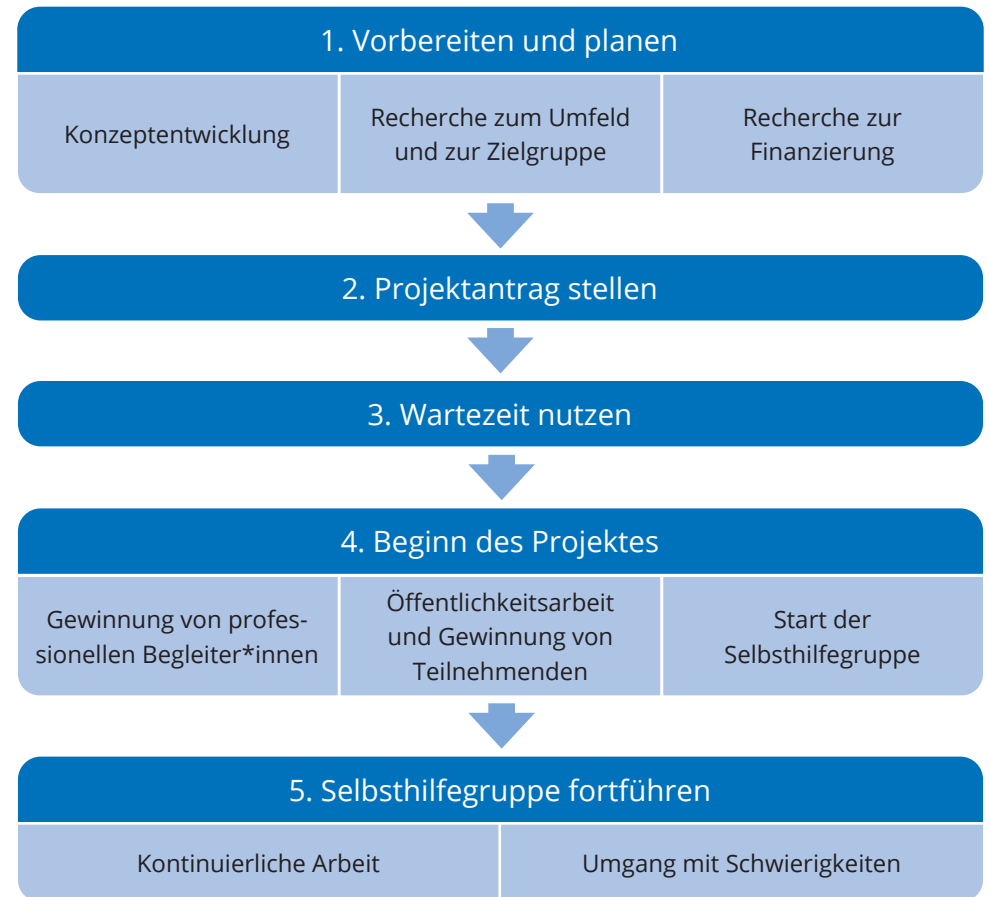 1. Vorbereiten und planen
Konzeptentwicklung
Recherche zum Umfeld
und zur Zielgruppe
Recherche zur
Finanzierung
2. Projektantrag stellen
3. Wartezeit nutzen
4. Beginn des Projektes
Gewinnung von profes-
sionellen Begleiter*innen
Öffentlichkeitsarbeit
und Gewinnung von
Teilnehmenden
Start der
Selbsthilfegruppe
5. Selbsthilfegruppe fortführen
Kontinuierliche Arbeit
Umgang mit Schwierigkeiten